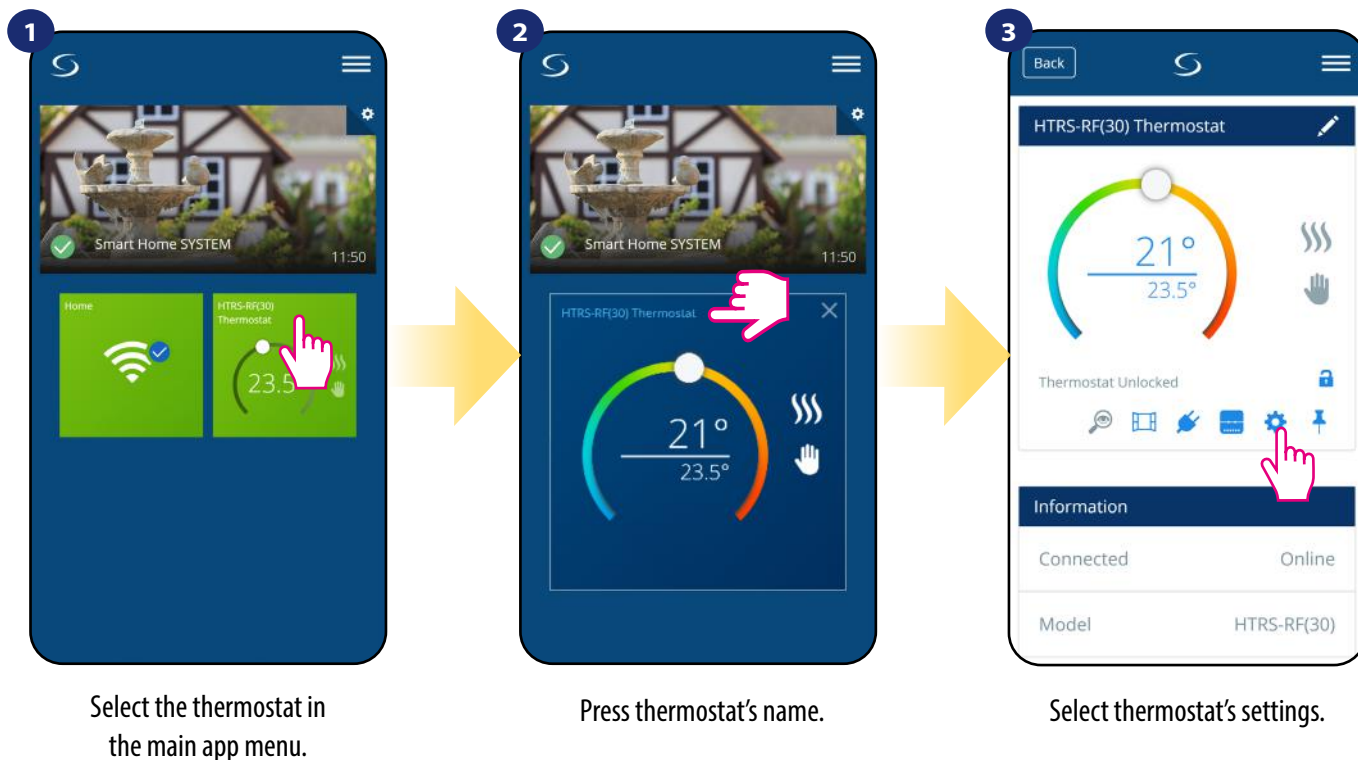 1
Smart Home SYSTEM
11:50
Home
HTRS-RF(30)
Thermostat
23.5
Select the thermostat in
the main app menu.
2
Smart Home SYSTEM
11:50
HTRS-RF(30) Thermostat
21°
23.5°
Press thermostat’s name.
3
Back
HTRS-RF(30) Thermostat
21°
23.5°
Thermostat Unlocked
Information
Connected Online
Model HTRS-RF(30)
Select thermostat’s settings.